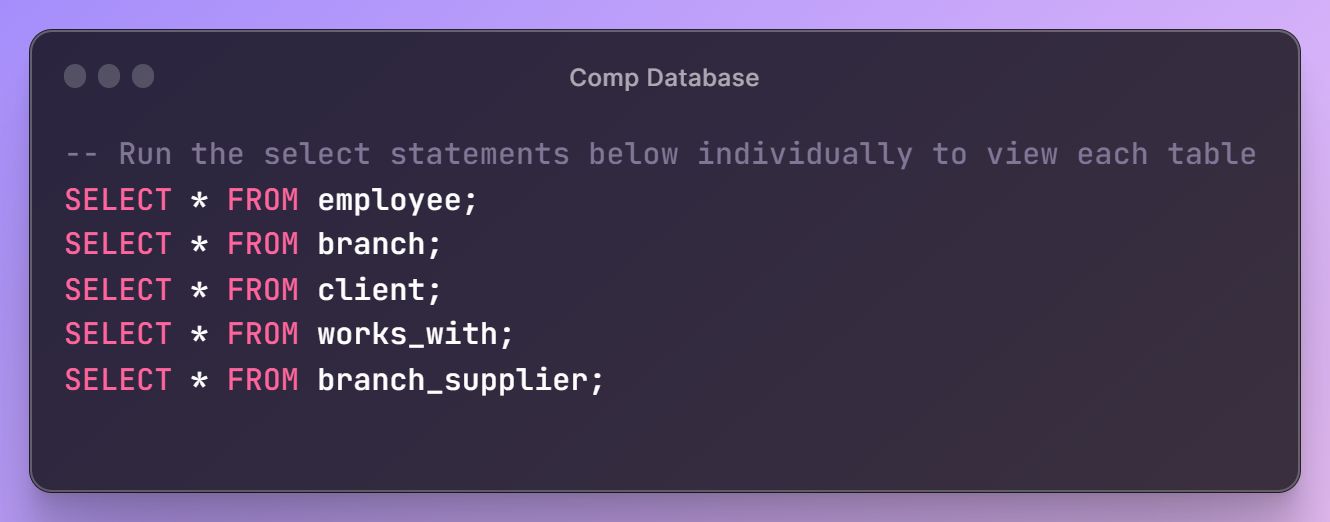 Comp Database
-- Run the select statements below individually to view each table
SELECT * FROM employee;
SELECT * FROM branch;
SELECT * FROM client;
SELECT * FROM works_with;
SELECT * FROM branch_supplier;